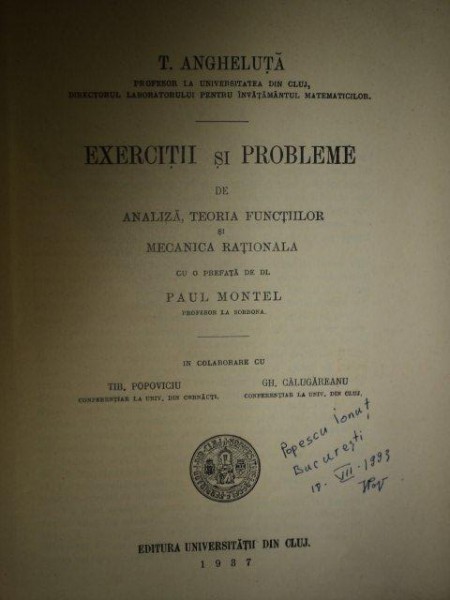 T. ANGHELUȚĂ
PROFESOR LA UNIVERSITATEA DIN CLUJ,
DIRECTORUL LABORATORULUI PENTRU ÎNVĂȚĂMÂNTUL MATEMATICILOR.
EXERCIȚII ȘI PROBLEME
DE
ANALIZĂ, TEORIA FUNCȚIILOR
ȘI
MECANICA RAȚIONALA
CU O PREFAȚĂ DE DL
PAUL MONTEL
PROFESOR LA SORBONA.
IN COLABORARE CU
TIB. POPOVICIU GH. CĂLUGĂREANU
CONFERENȚIAR LA UNIV. DIN CERNĂUȚI. CONFERENȚIAR LA UNIV. DIN CLUJ.
Popescu Ionuț
București
18. VII. 1993
EDITURA UNIVERSITĂȚII DIN CLUJ.
1937